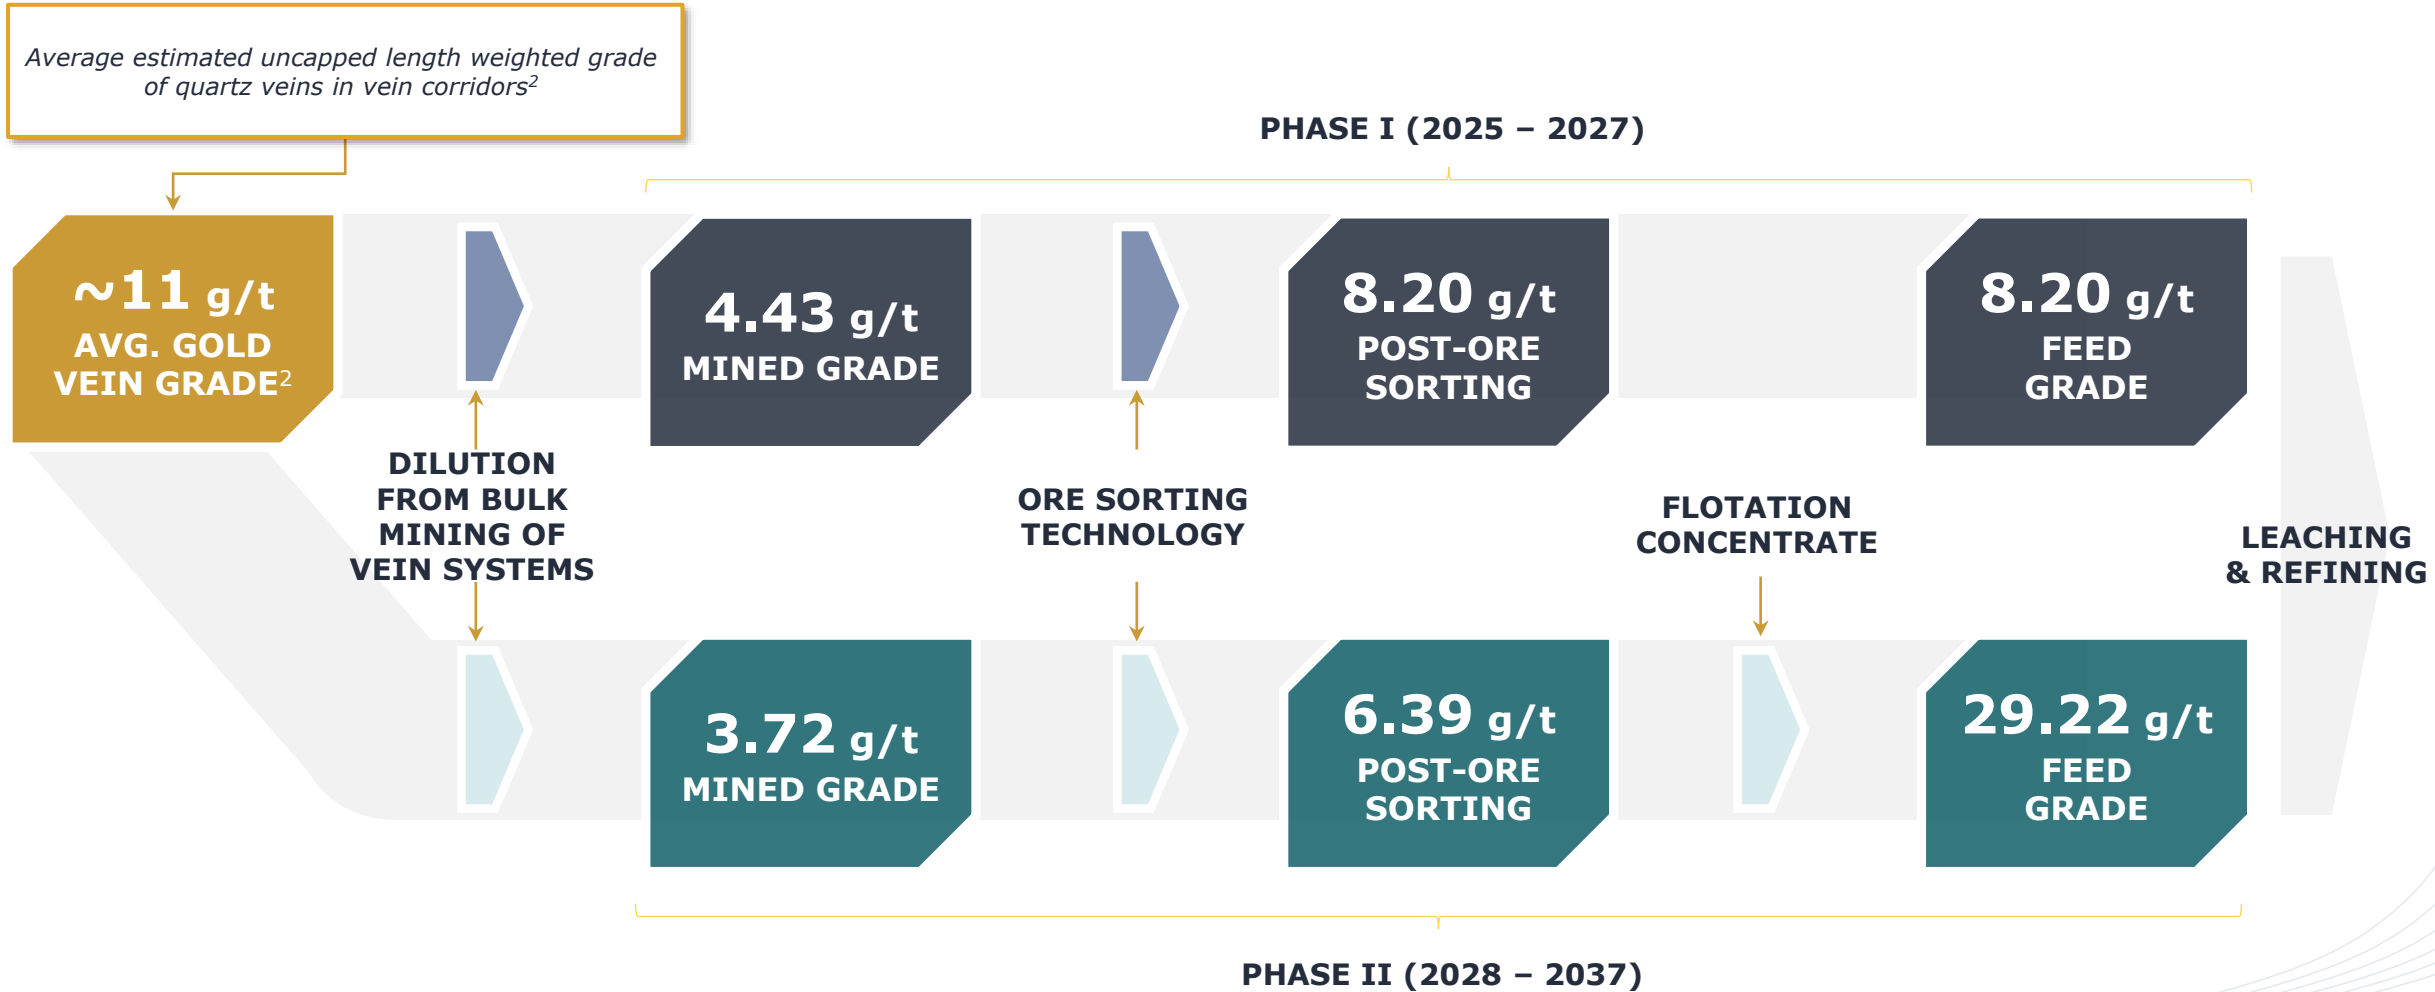 Average estimated uncapped length weighted grade
of quartz veins in vein corridors²
PHASE I (2025 – 2027)
~11 g/t
AVG. GOLD
VEIN GRADE²
4.43 g/t
MINED GRADE
8.20 g/t
POST-ORE
SORTING
8.20 g/t
FEED
GRADE
DILUTION
FROM BULK
MINING OF
VEIN SYSTEMS
ORE SORTING
TECHNOLOGY
FLOTATION
CONCENTRATE
LEACHING
& REFINING
3.72 g/t
MINED GRADE
6.39 g/t
POST-ORE
SORTING
29.22 g/t
FEED
GRADE
PHASE II (2028 – 2037)